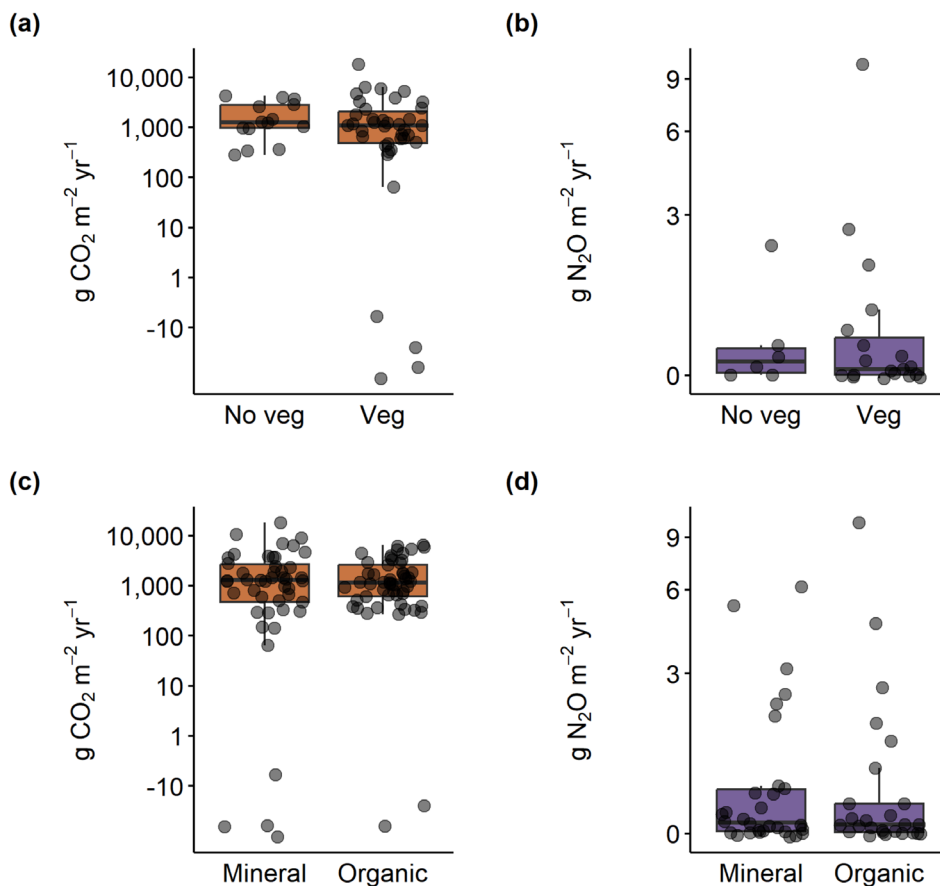 (a)
g CO₂ m⁻² yr⁻¹
10,000
1,000
100
10
1
-10
No veg Veg
(b)
g N₂O m⁻² yr⁻¹
9
6
3
0
No veg Veg
(c)
g CO₂ m⁻² yr⁻¹
10,000
1,000
100
10
1
-10
Mineral Organic
(d)
g N₂O m⁻² yr⁻¹
9
6
3
0
Mineral Organic